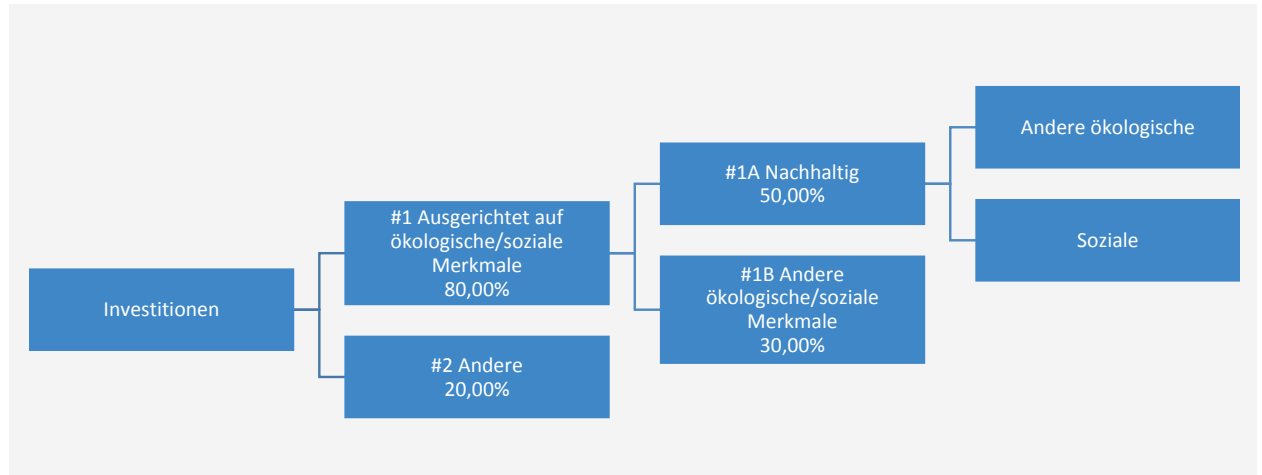 Investitionen
#1 Ausgerichtet auf
ökologische/soziale
Merkmale
80,00%
#2 Andere
20,00%
#1A Nachhaltig
50,00%
#1B Andere
ökologische/soziale
Merkmale
30,00%
Andere ökologische
Soziale